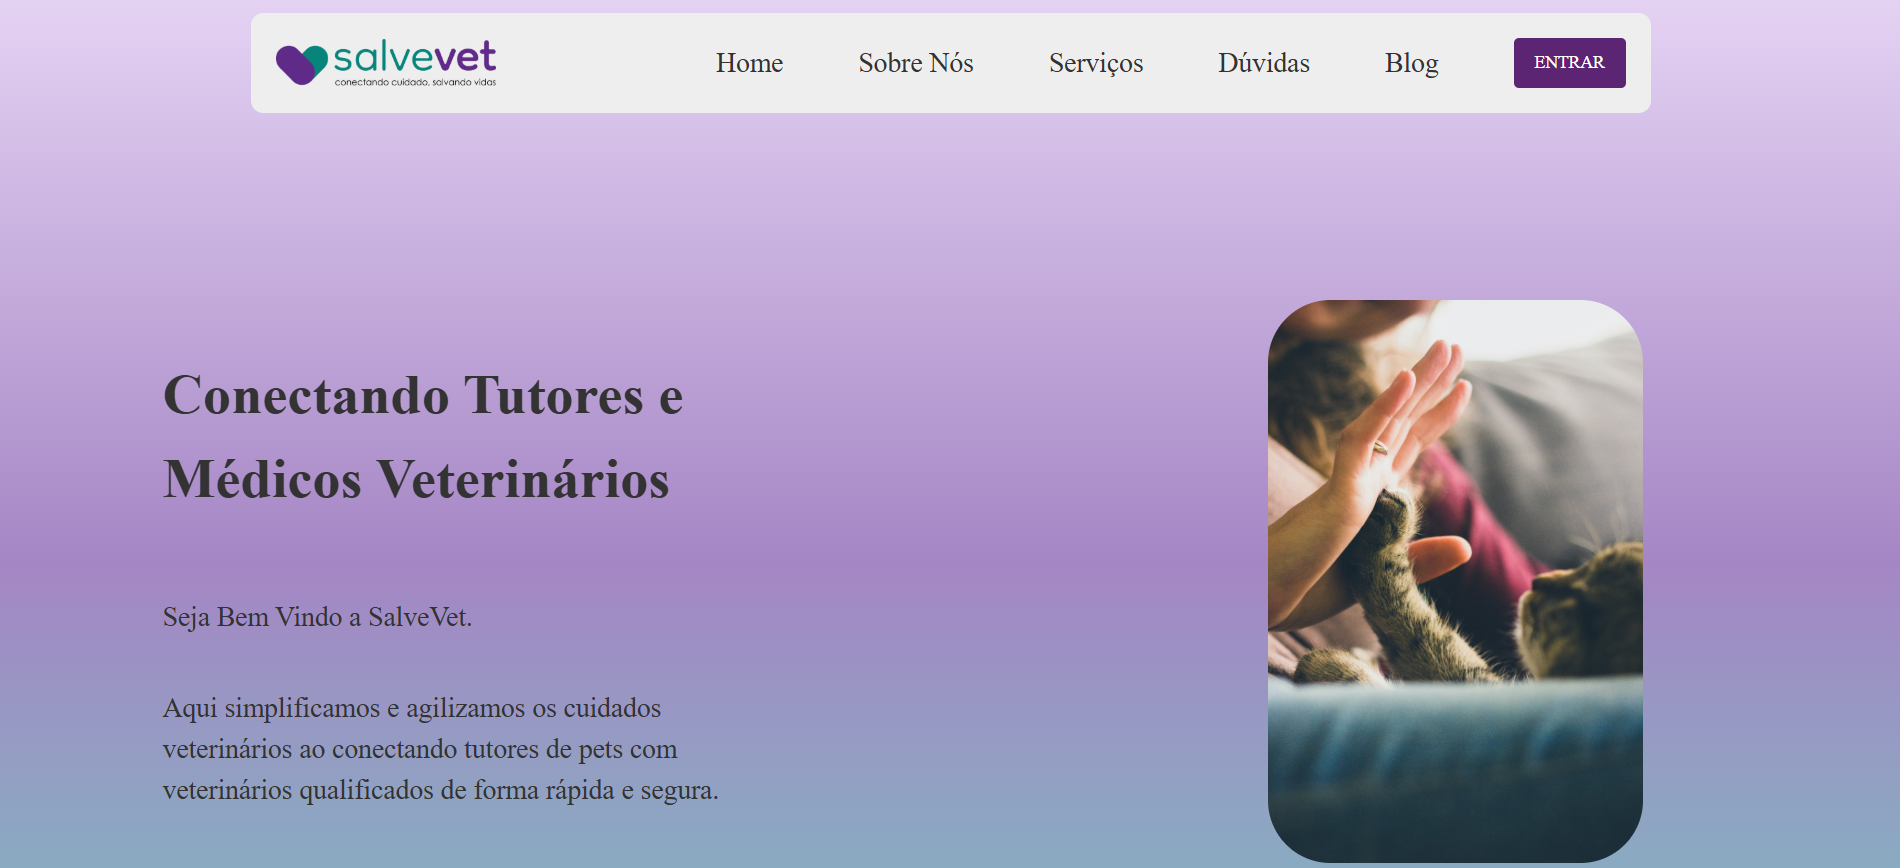 salvevet
conectando cuidado, salvando vidas
Home
Sobre Nós
Serviços
Dúvidas
Blog
ENTRAR
Conectando Tutores e
Médicos Veterinários
Seja Bem Vindo a SalveVet.
Aqui simplificamos e agilizamos os cuidados
veterinários ao conectando tutores de pets com
veterinários qualificados de forma rápida e segura.